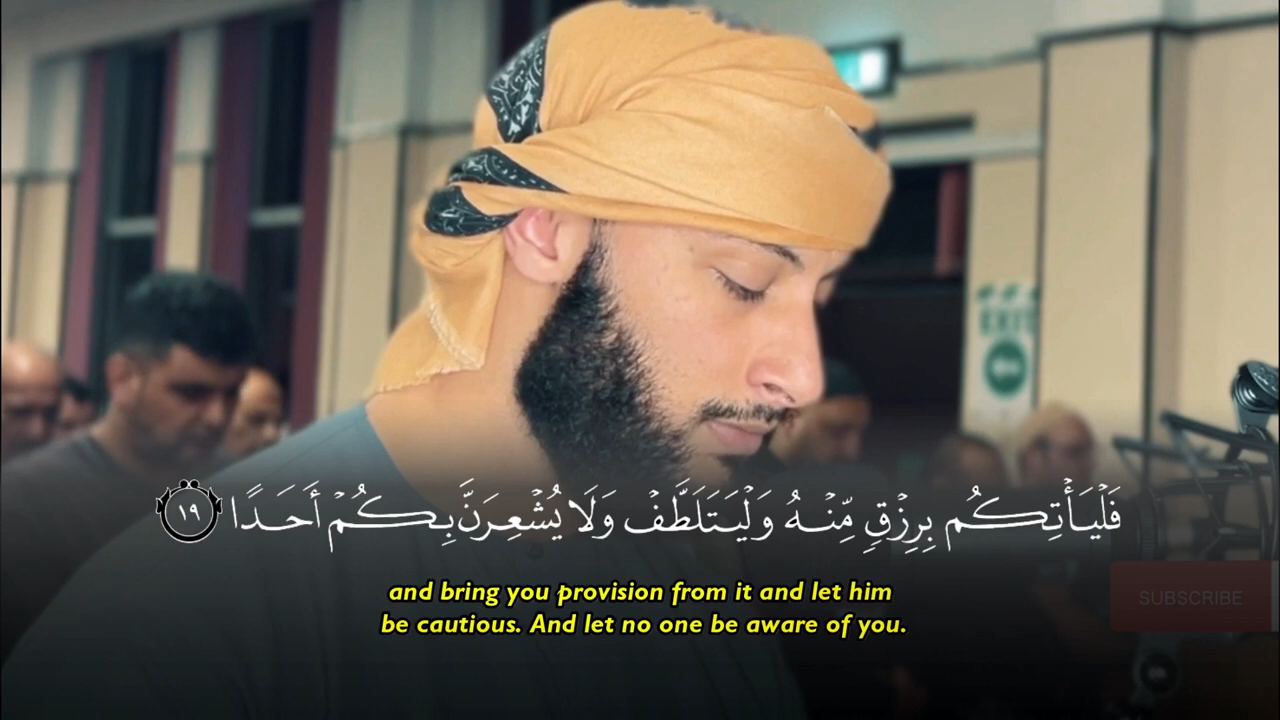 EXIT
فَلْيَأْتِكُم بِرِزْقٍ مِّنْهُ وَلْيَتَلَطَّفْ وَلَا يُشْعِرَنَّ بِكُمْ أَحَدًا ١٩
and bring you provision from it and let him
be cautious. And let no one be aware of you.
SUBSCRIBE